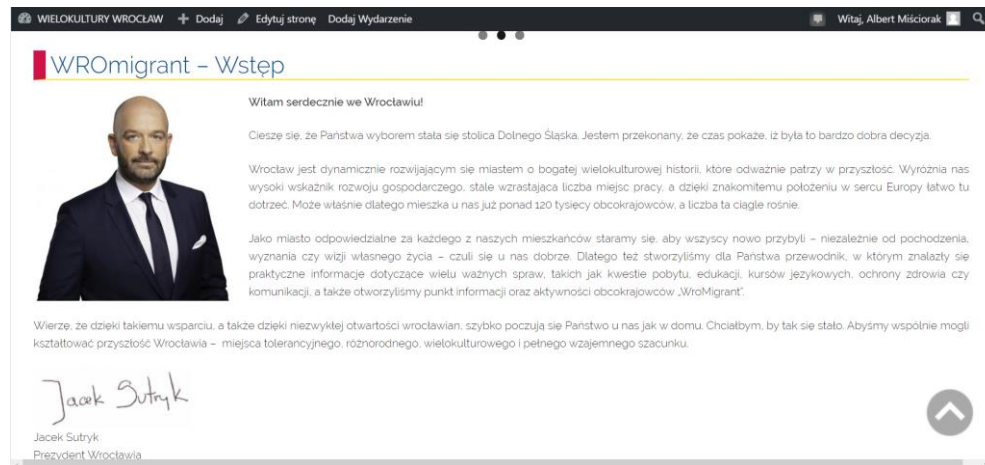 WIELOKULTURY WROCŁAW + Dodaj Edytuj stronę Dodaj Wydarzenie Witaj, Albert Miściorak
WROmigrant – Wstęp
Witam serdecznie we Wrocławiu!
Cieszę się, że Państwa wyborem stała się stolica Dolnego Śląska. Jestem przekonany, że czas pokaże, iż była to bardzo dobra decyzja.
Wrocław jest dynamicznie rozwijającym się miastem o bogatej wielokulturowej historii, które odważnie patrzy w przyszłość. Wyróżnia nas
wysoki wskaźnik rozwoju gospodarczego, stale wzrastająca liczba miejsc pracy, a dzięki znakomitemu położeniu w sercu Europy łatwo tu
dotrzeć. Może właśnie dlatego mieszka u nas już ponad 120 tysięcy obcokrajowców, a liczba ta ciągle rośnie.
Jako miasto odpowiedzialne za każdego z naszych mieszkańców staramy się, aby wszyscy nowo przybyli – niezależnie od pochodzenia,
wyznania czy wizji własnego życia – czuli się u nas dobrze. Dlatego też stworzyliśmy dla Państwa przewodnik, w którym znalazły się
praktyczne informacje dotyczące wielu ważnych spraw, takich jak kwestie pobytu, edukacji, kursów językowych, ochrony zdrowia czy
komunikacji, a także otworzyliśmy punkt informacji oraz aktywności obcokrajowców „WroMigrant”.
Wierzę, że dzięki takiemu wsparciu, a także dzięki niezwykłej otwartości wrocławian, szybko poczują się Państwo u nas jak w domu. Chciałbym, by tak się stało. Abyśmy wspólnie mogli
kształtować przyszłość Wrocławia – miejsca tolerancyjnego, różnorodnego, wielokulturowego i pełnego wzajemnego szacunku.
Jacek Sutryk
Jacek Sutryk
Prezydent Wrocławia